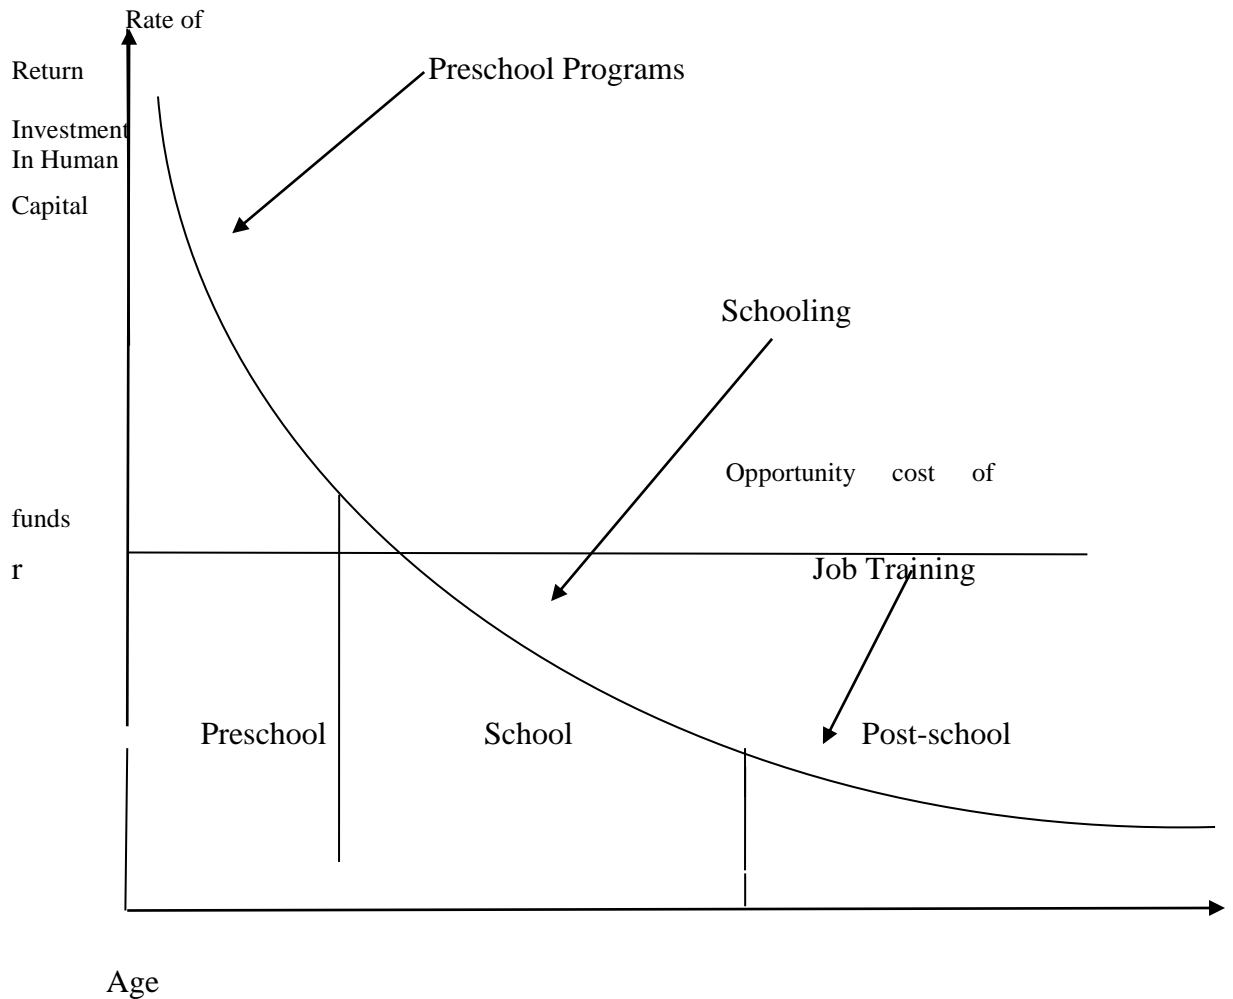 Rate of
Return
Preschool Programs
Investment
In Human
Capital
Schooling
Opportunity cost of
funds
r
Job Training
Preschool
School
Post-school
Age